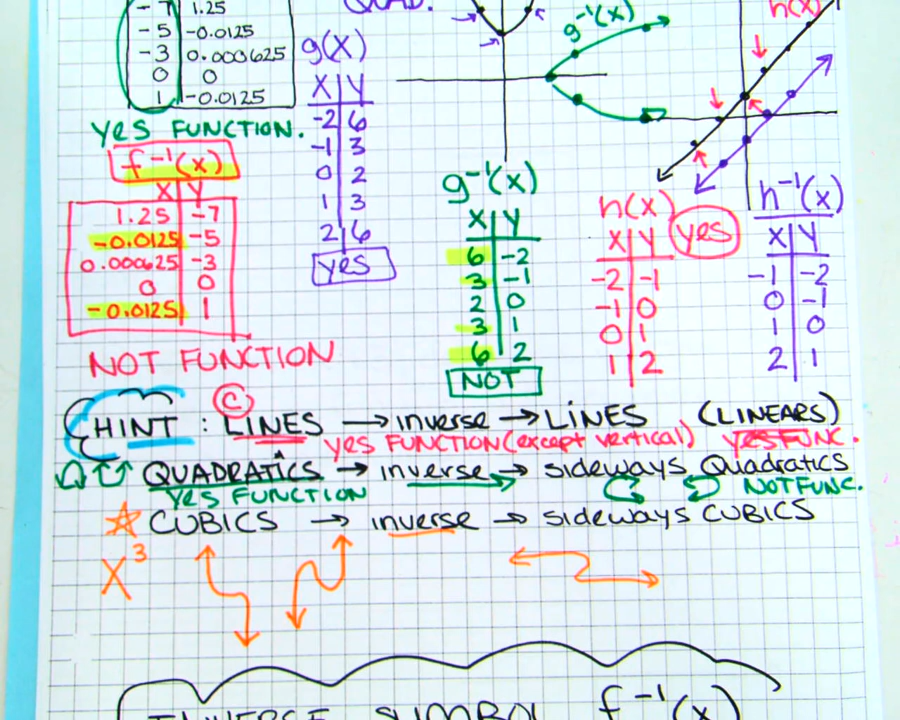 -7 1.25
-5 -0.0125
-3 0.000625
0 0
1 -0.0125
YES FUNCTION.
f⁻¹(x)
X Y
1.25 -7
-0.0125 -5
0.000625 -3
0 0
-0.0125 1
NOT FUNCTION
QUAD.
g(X)
X Y
-2 6
-1 3
0 2
1 3
2 6
yes
g⁻¹(x)
g⁻¹(x)
X Y
6 -2
3 -1
2 0
3 1
6 2
NOT
h(x)
h(x)
yes
X Y
-2 -1
-1 0
0 1
1 2
h⁻¹(x)
X Y
-1 -2
0 -1
1 0
2 1
C
HINT : LINES → inverse → LINES (LINEARS)
YES FUNCTION (except vertical) YES FUNC.
QUADRATICS → inverse → sideways Quadratics
YES FUNCTION NOT FUNC.
CUBICS → inverse → sideways CUBICS
X³
INVERSE SYMBOL f⁻¹(x)